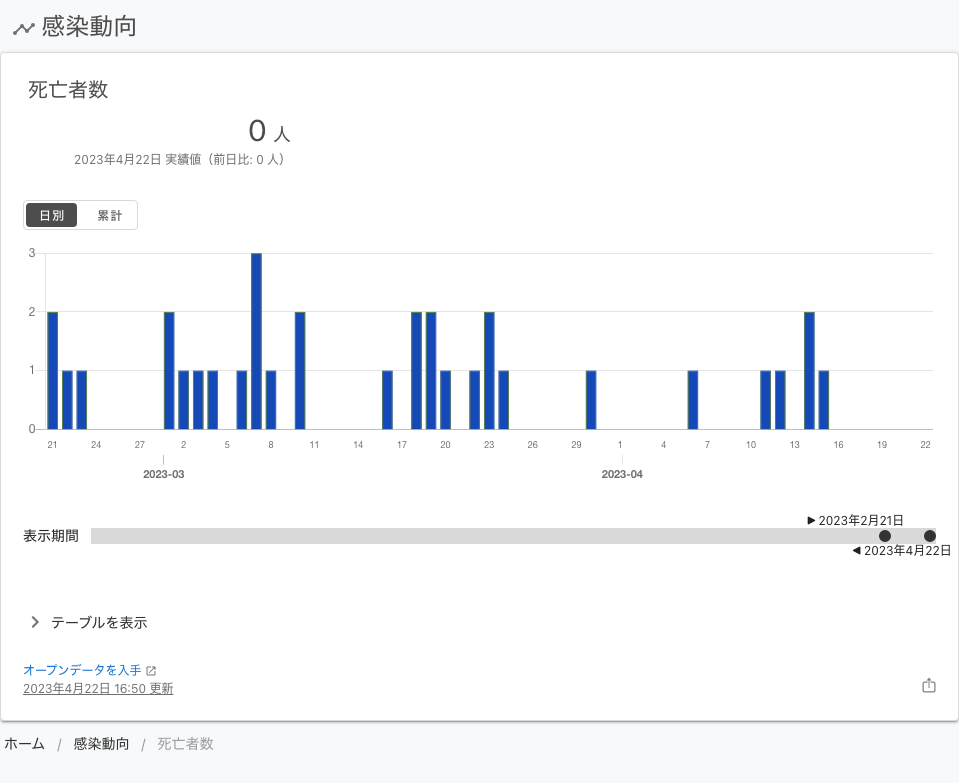 感染動向
死亡者数
0 人
2023年4月22日 実績値（前日比: 0 人）
日別 累計
3
2
1
0
21 24 27 2 5 8 11 14 17 20 23 26 29 1 4 7 10 13 16 19 22
2023-03 2023-04
2023年2月21日
表示期間
2023年4月22日
テーブルを表示
オープンデータを入手
2023年4月22日 16:50 更新
ホーム / 感染動向 / 死亡者数